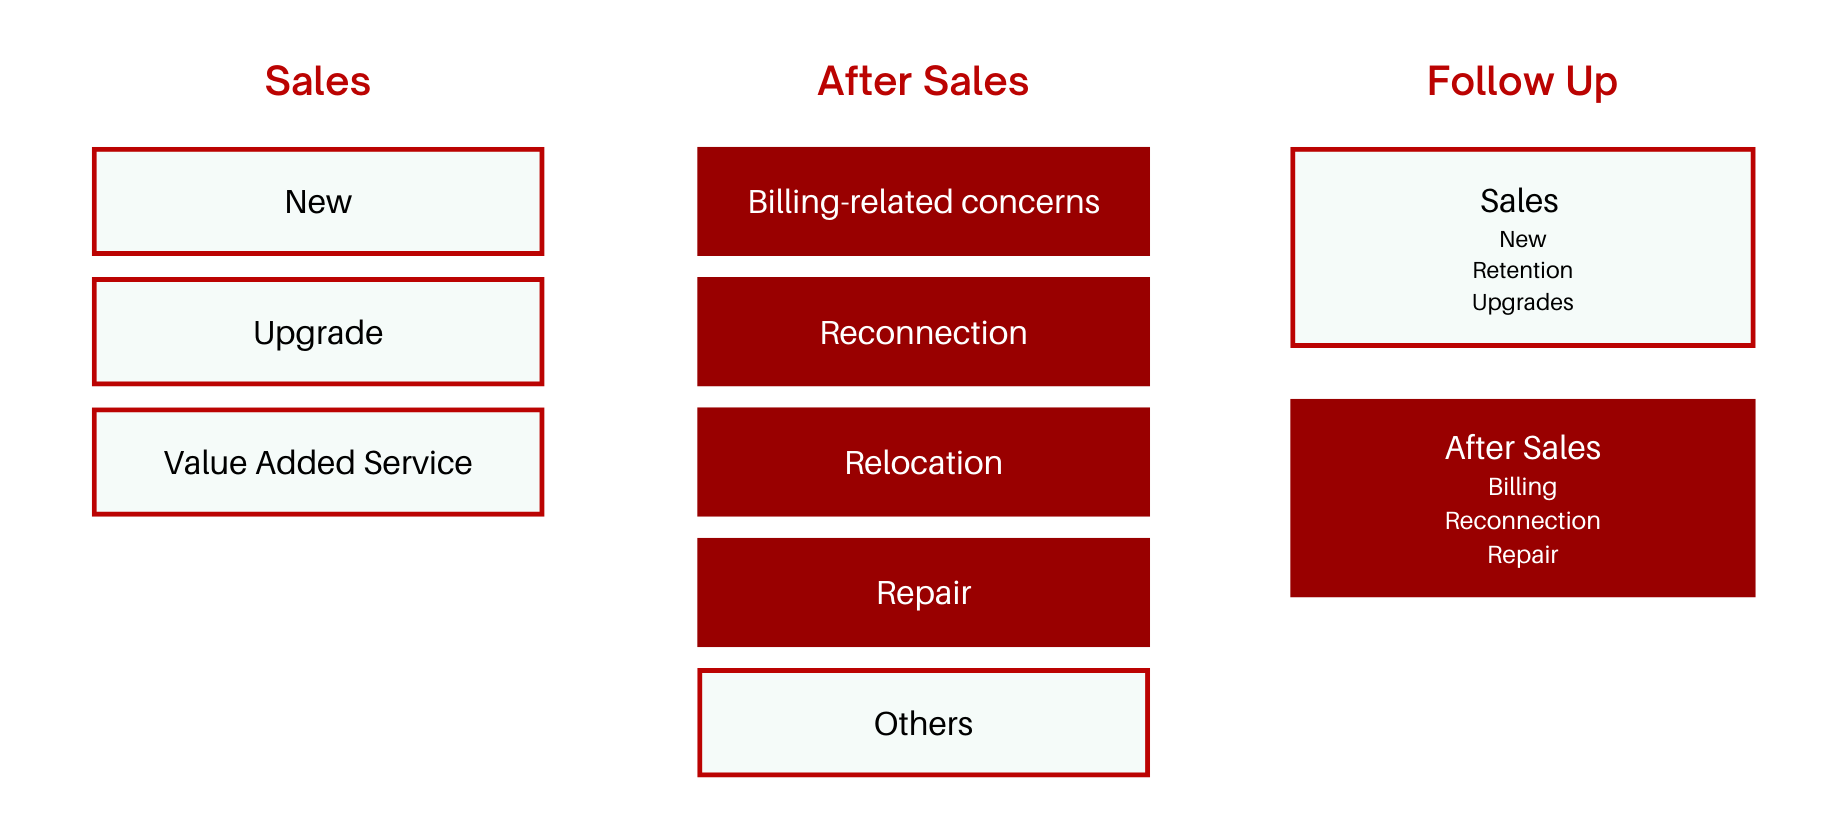 Sales
New
Upgrade
Value Added Service
After Sales
Billing-related concerns
Reconnection
Relocation
Repair
Others
Follow Up
Sales
New
Retention
Upgrades
After Sales
Billing
Reconnection
Repair